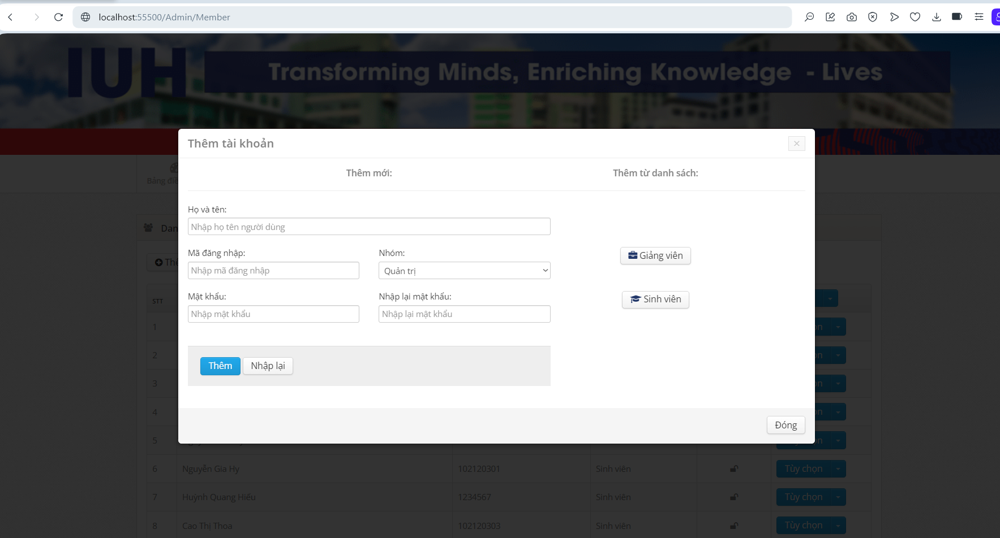 localhost:55500/Admin/Member
IUH Transforming Minds, Enriching Knowledge - Lives
Thêm tài khoản
Thêm mới: Thêm từ danh sách:
Họ và tên:
Nhập họ tên người dùng
Mã đăng nhập: Nhóm:
Nhập mã đăng nhập Quản trị
Giảng viên
Mật khẩu: Nhập lại mật khẩu:
Nhập mật khẩu Nhập lại mật khẩu
Sinh viên
Thêm Nhập lại
Đóng
STT
1
2
3
4
5
6 Nguyễn Gia Hy 102120301 Sinh viên Tùy chọn
7 Huỳnh Quang Hiếu 1234567 Sinh viên Tùy chọn
8 Cao Thị Thoa 102120303 Sinh viên Tùy chọn